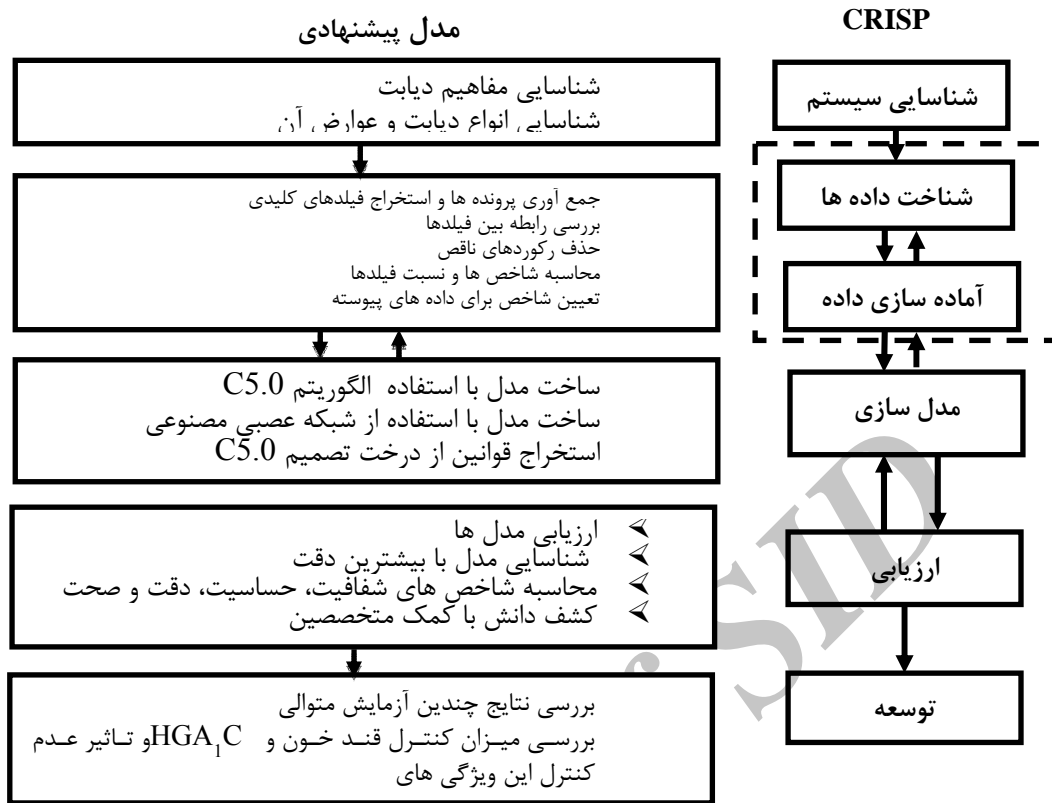 CRISP
مدل پیشنهادی
شناسایی مفاهیم دیابت
شناسایی انواع دیابت و عوارض آن
جمع آوری پرونده ها و استخراج فیلدهای کلیدی
بررسی رابطه بین فیلدها
حذف رکوردهای ناقص
محاسبه شاخص ها و نسبت فیلدها
تعیین شاخص برای داده های پیوسته
ساخت مدل با استفاده الگوریتم C5.0
ساخت مدل با استفاده از شبکه عصبی مصنوعی
استخراج قوانین از درخت تصمیم C5.0
ارزیابی مدل ها
شناسایی مدل با بیشترین دقت
محاسبه شاخص های شفافیت، حساسیت، دقت و صحت
کشف دانش با کمک متخصصین
بررسی نتایج چندین آزمایش متوالی
بررسی میزان کنترل قند خون و HGA1C و تاثیر عدم
کنترل این ویژگی های
شناسایی سیستم
شناخت داده ها
آماده سازی داده
مدل سازی
ارزیابی
توسعه
SID